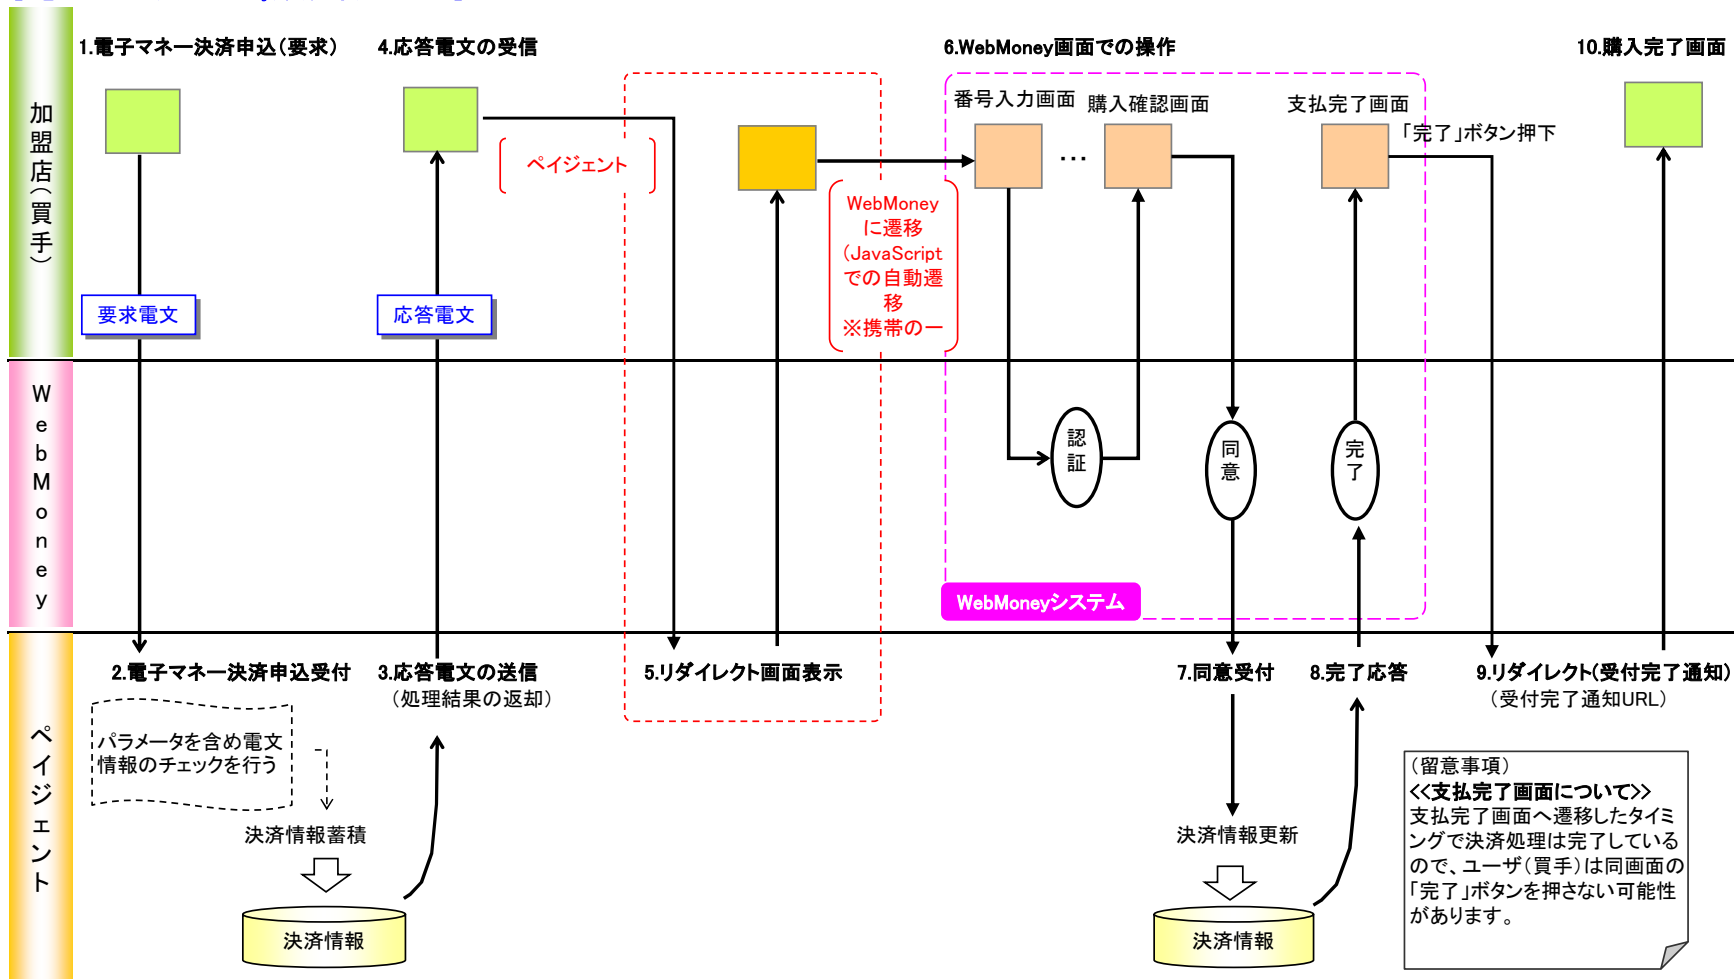 1.電子マネー決済申込(要求)
4.応答電文の受信
6.WebMoney画面での操作
10.購入完了画面
加盟店(買手)
番号入力画面
購入確認画面
支払完了画面
「完了」ボタン押下
…
ペイジェント
WebMoney
に遷移
(JavaScript
での自動遷
移
※携帯の一
要求電文
応答電文
WebMoney
認
証
同
意
完
了
WebMoneyシステム
ペイジェント
2.電子マネー決済申込受付
3.応答電文の送信
(処理結果の返却)
5.リダイレクト画面表示
7.同意受付
8.完了応答
9.リダイレクト(受付完了通知)
(受付完了通知URL)
パラメータを含め電文
情報のチェックを行う
決済情報蓄積
決済情報
決済情報更新
決済情報
(留意事項)
<<支払完了画面について>>
支払完了画面へ遷移したタイミ
ングで決済処理は完了している
ので、ユーザ(買手)は同画面の
「完了」ボタンを押さない可能性
があります。